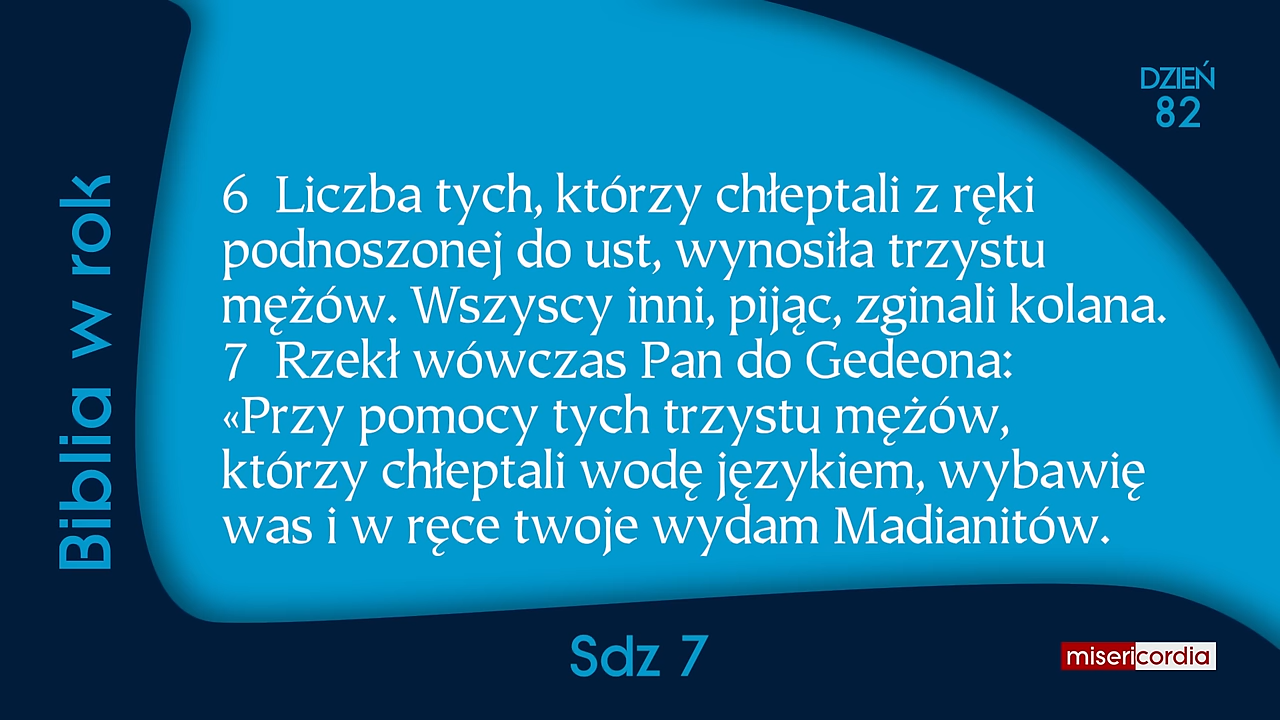 DZIEŃ
82
Biblia w rok
6 Liczba tych, którzy chłeptali z ręki
podnoszonej do ust, wynosiła trzystu
mężów. Wszyscy inni, pijąc, zginali kolana.
7 Rzekł wówczas Pan do Gedeona:
«Przy pomocy tych trzystu mężów,
którzy chłeptali wodę językiem, wybawię
was i w ręce twoje wydam Madianitów.
Sdz 7
misericordia